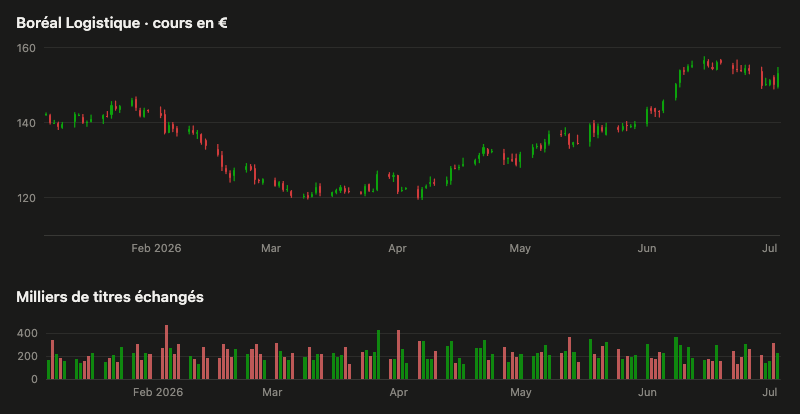 Boréal Logistique · cours en €
160
140
120
Feb 2026 Mar Apr May Jun Jul
Milliers de titres échangés
400
200
0
Feb 2026 Mar Apr May Jun Jul